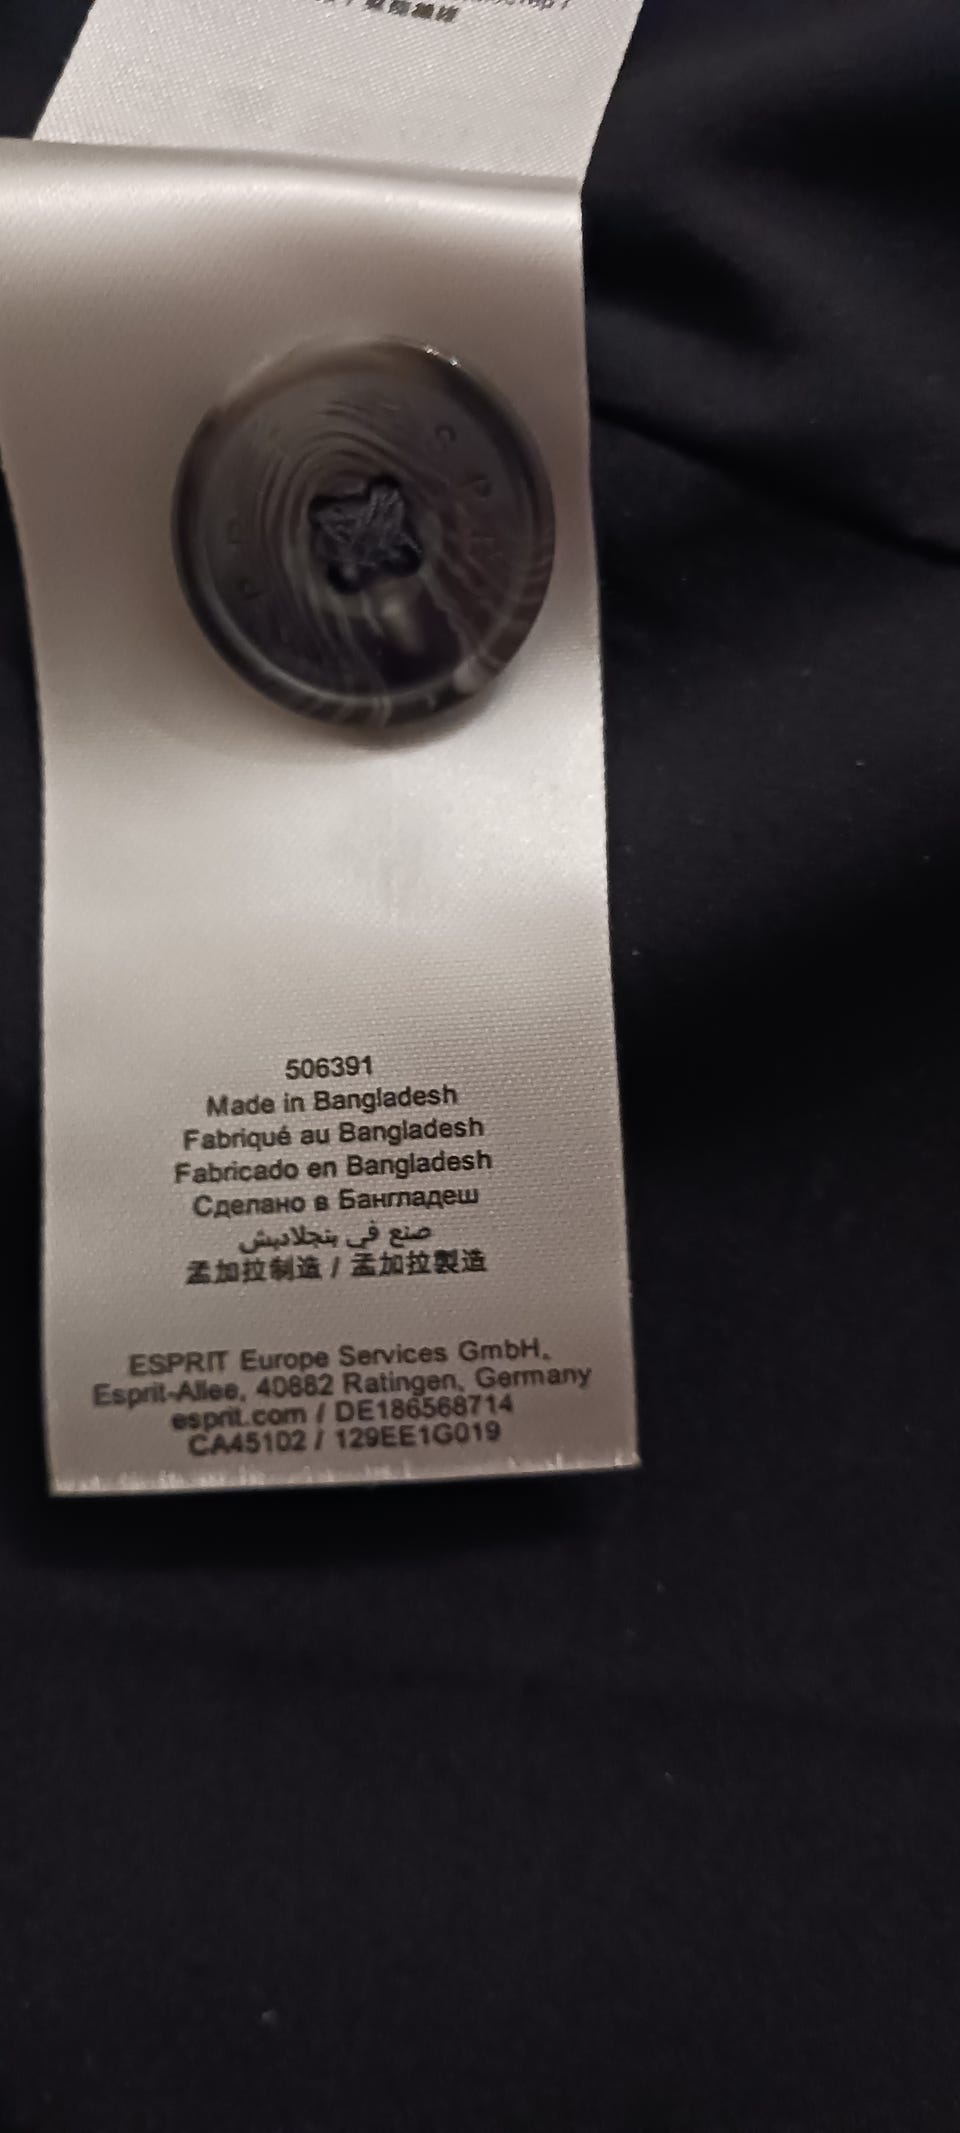 506391
Made in Bangladesh
Fabriqué au Bangladesh
Fabricado en Bangladesh
Сделано в Бангладеш
صنع في بنجلاديش
孟加拉制造 / 孟加拉製造
ESPRIT Europe Services GmbH,
Esprit-Allee, 40882 Ratingen, Germany
esprit.com / DE186568714
CA45102 / 129EE1G019